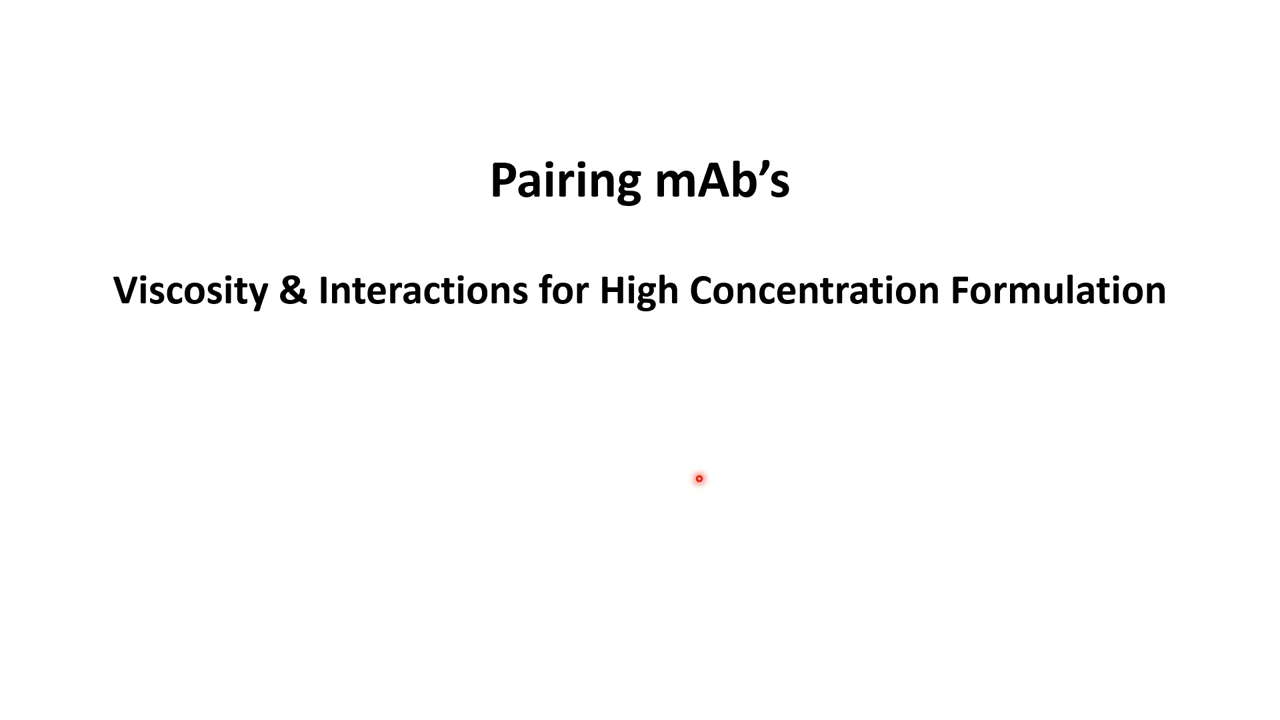 Pairing mAb’s
Viscosity & Interactions for High Concentration Formulation